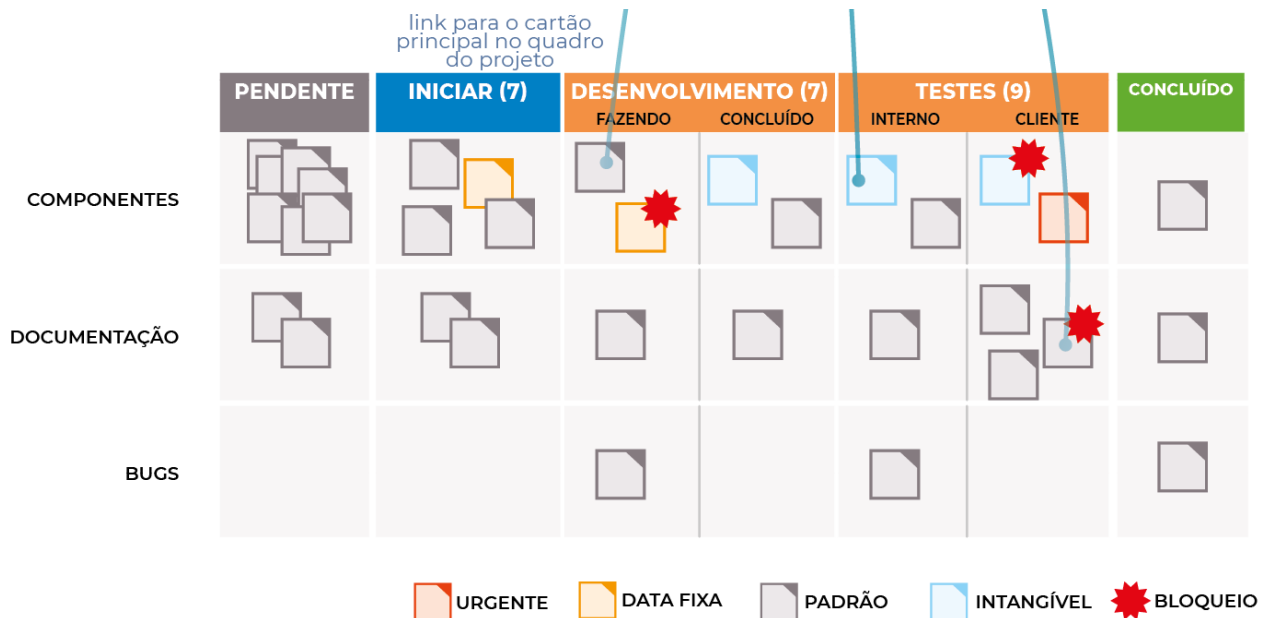 link para o cartão
principal no quadro
do projeto
PENDENTE
INICIAR (7)
DESENVOLVIMENTO (7)
TESTES (9)
CONCLUÍDO
FAZENDO
CONCLUÍDO
INTERNO
CLIENTE
COMPONENTES
DOCUMENTAÇÃO
BUGS
URGENTE
DATA FIXA
PADRÃO
INTANGÍVEL
BLOQUEIO